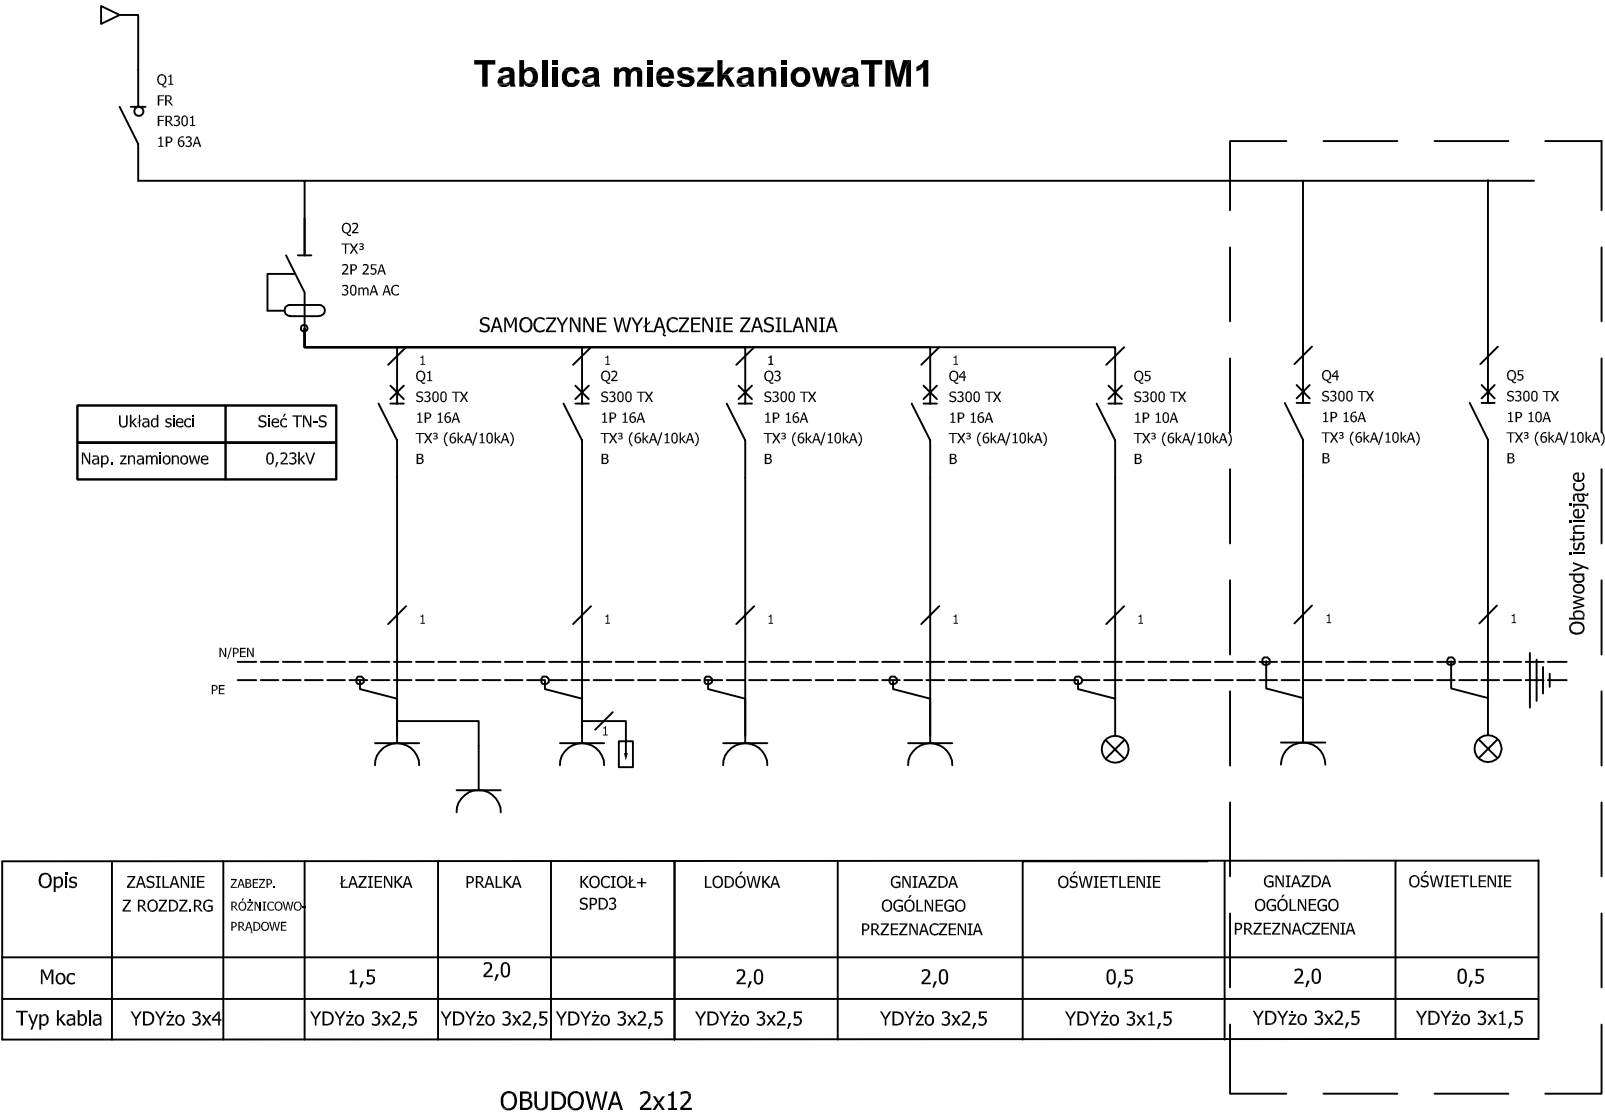 Tablica mieszkaniowaTM1
Q1
FR
FR301
1P 63A
Q2
TX³
2P 25A
30mA AC
SAMOCZYNNE WYŁĄCZENIE ZASILANIA
1
Q1
S300 TX
1P 16A
TX³ (6kA/10kA)
B
1
Q2
S300 TX
1P 16A
TX³ (6kA/10kA)
B
1
Q3
S300 TX
1P 16A
TX³ (6kA/10kA)
B
1
Q4
S300 TX
1P 16A
TX³ (6kA/10kA)
B
Q5
S300 TX
1P 10A
TX³ (6kA/10kA)
B
Q4
S300 TX
1P 16A
TX³ (6kA/10kA)
B
Q5
S300 TX
1P 10A
TX³ (6kA/10kA)
B
Układ sieci Sieć TN-S
Nap. znamionowe 0,23kV
Obwody istniejące
1 1 1 1 1 1 1
N/PEN
PE
1
Opis
ZASILANIE
Z ROZDZ.RG
ZABEZP.
RÓŻNICOWO-
PRĄDOWE
ŁAZIENKA
PRALKA
KOCIOŁ+
SPD3
LODÓWKA
GNIAZDA
OGÓLNEGO
PRZEZNACZENIA
OŚWIETLENIE
GNIAZDA
OGÓLNEGO
PRZEZNACZENIA
OŚWIETLENIE
Moc 1,5 2,0 2,0 2,0 0,5 2,0 0,5
Typ kabla YDYżo 3x4 YDYżo 3x2,5 YDYżo 3x2,5 YDYżo 3x2,5 YDYżo 3x2,5 YDYżo 3x2,5 YDYżo 3x1,5 YDYżo 3x2,5 YDYżo 3x1,5
OBUDOWA 2x12